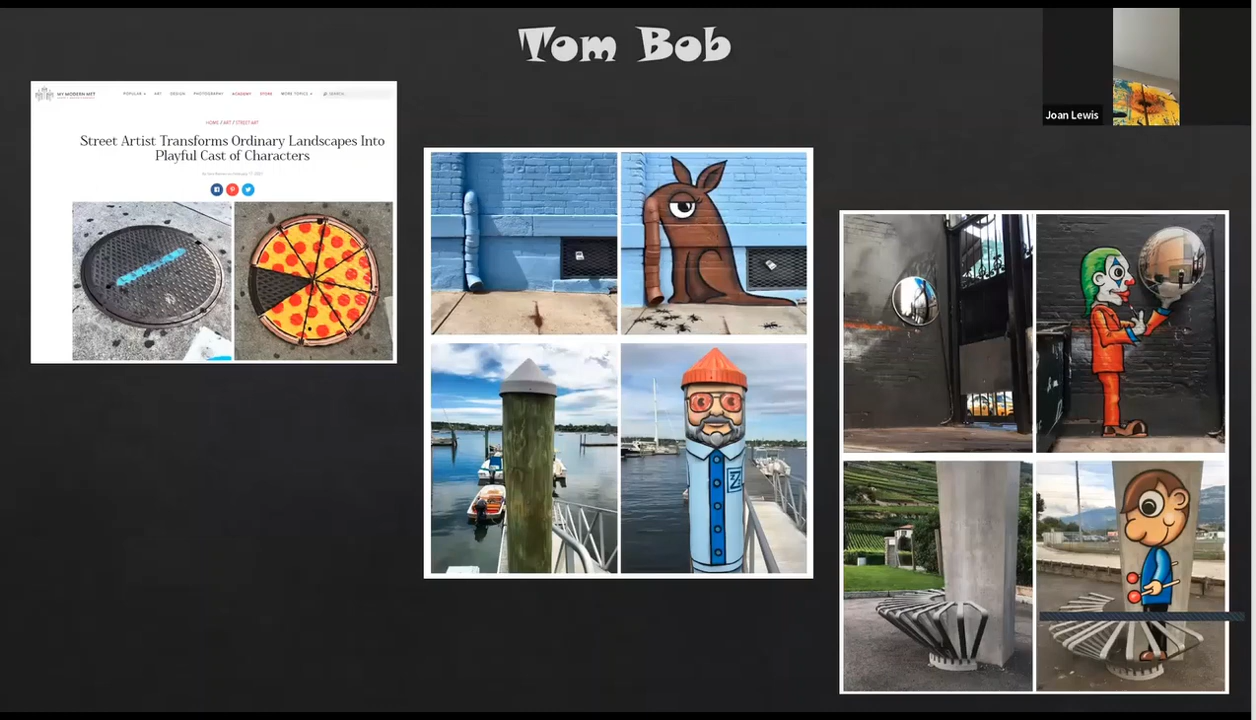 Tom Bob
Joan Lewis
MY MODERN MET
POPULAR
ART
DESIGN
PHOTOGRAPHY
ACADEMY
STORE
MORE TOPICS
SEARCH
HOME / ART / STREET ART
Street Artist Transforms Ordinary Landscapes Into
Playful Cast of Characters
Z